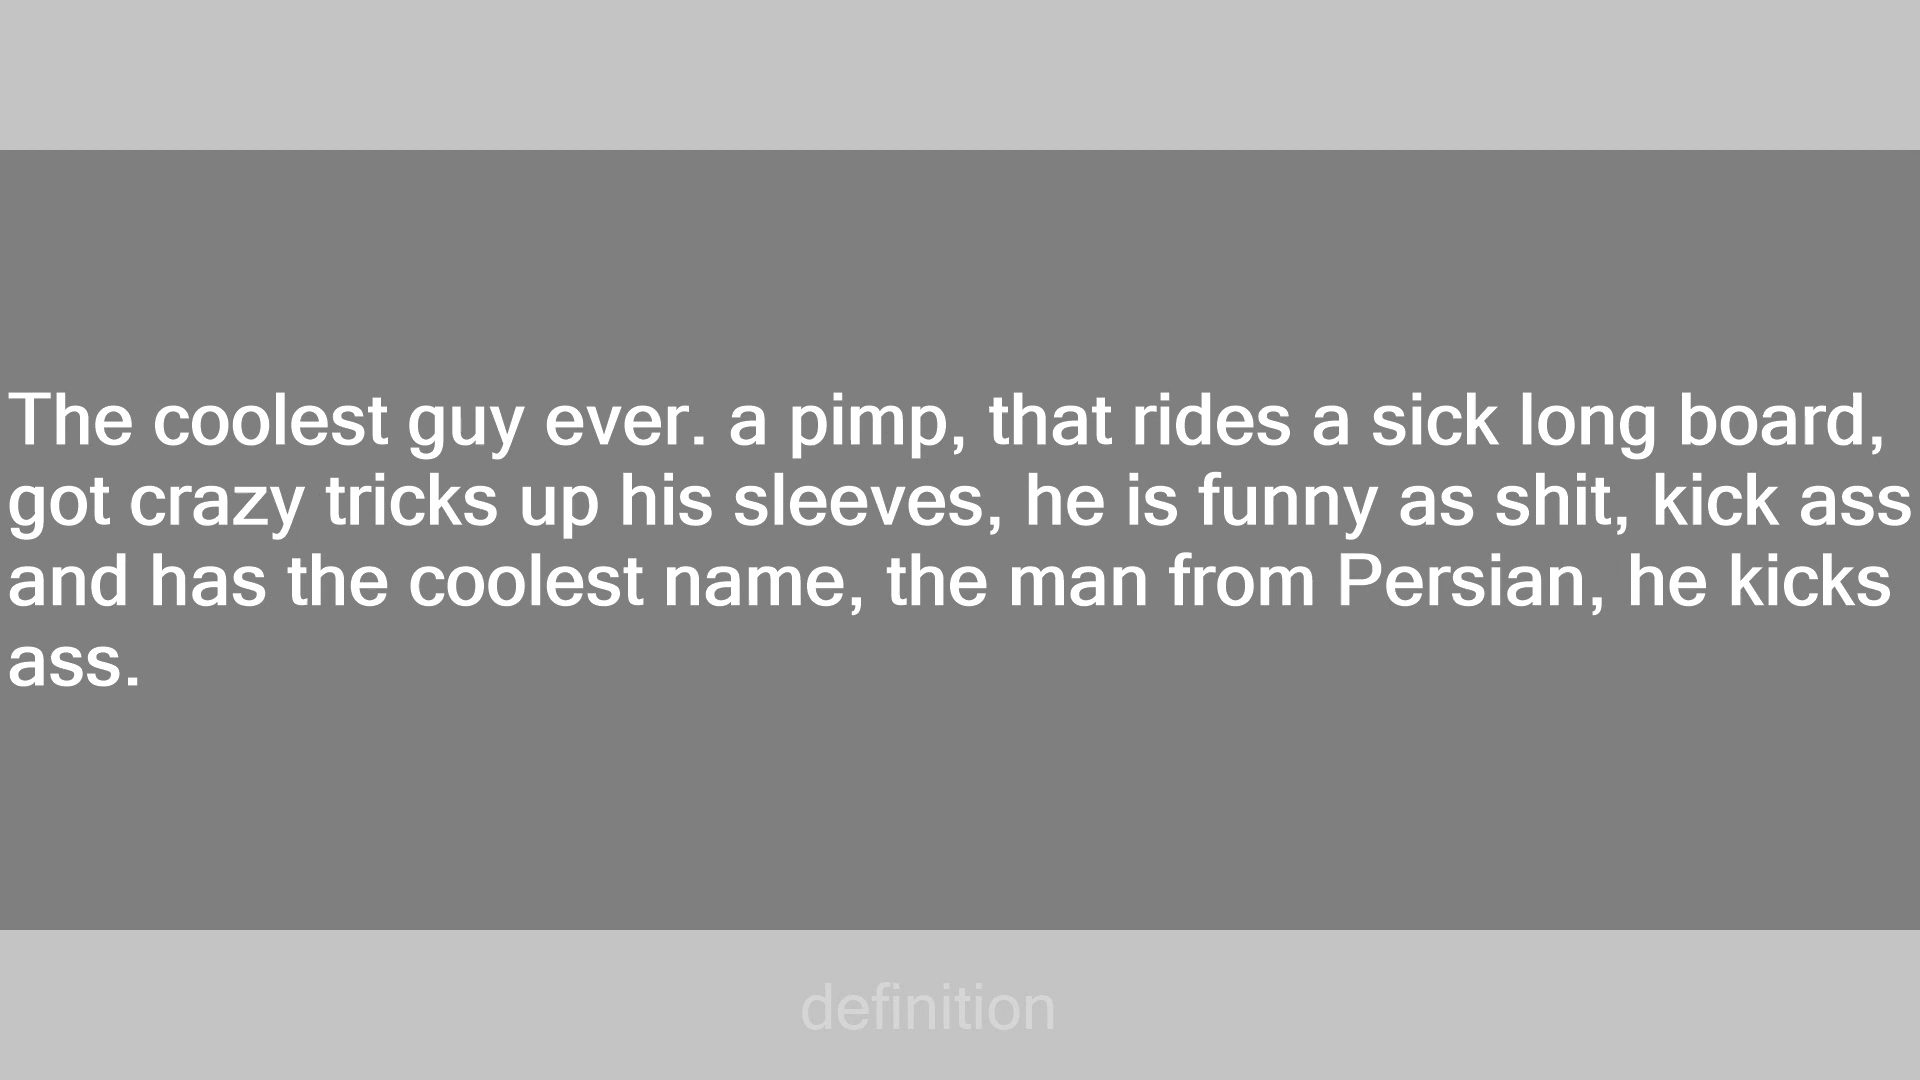 The coolest guy ever. a pimp, that rides a sick long board,
got crazy tricks up his sleeves, he is funny as shit, kick ass
and has the coolest name, the man from Persian, he kicks
ass.
definition